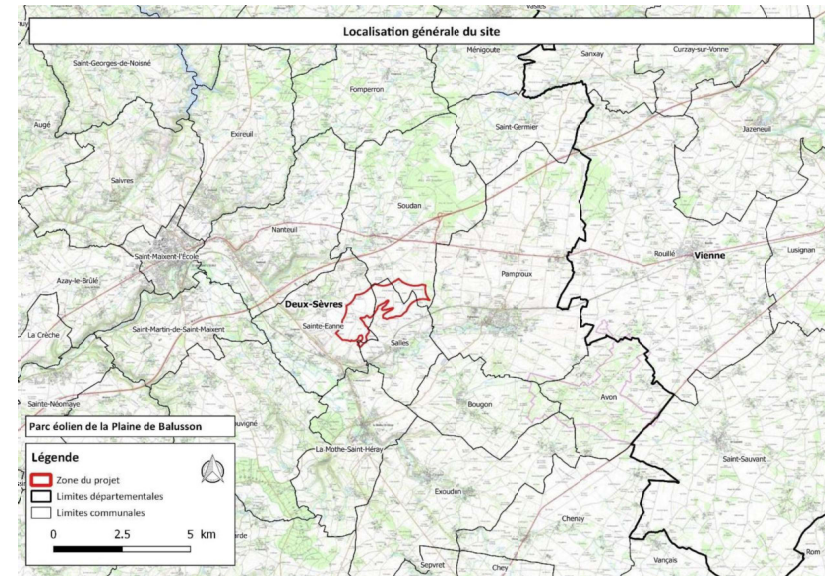 Vasles
Localisation générale du site
Ménigoute
Sanxay
Curzay-sur-Vonne
Saint-Georges-de-Noisné
Fomperron
Augé
Exireuil
Saint-Germier
Jazeneuil
Saivres
Soudan
Nanteuil
Saint-Maixent-l'École
Rouillé
Vienne
Lusignan
Azay-le-Brûlé
Pamproux
Deux-Sèvres
La Crèche
Saint-Martin-de-Saint-Maixent
Sainte-Eanne
Salles
Sainte-Néomaye
Bougon
Avon
Parc éolien de la Plaine de Balusson
La Mothe-Saint-Héray
Saint-Sauvant
Légende
Zone du projet
Limites départementales
Limites communales
Exoudun
Chenay
0 2.5 5 km
Sepvret
Chey
Vançais
Rom